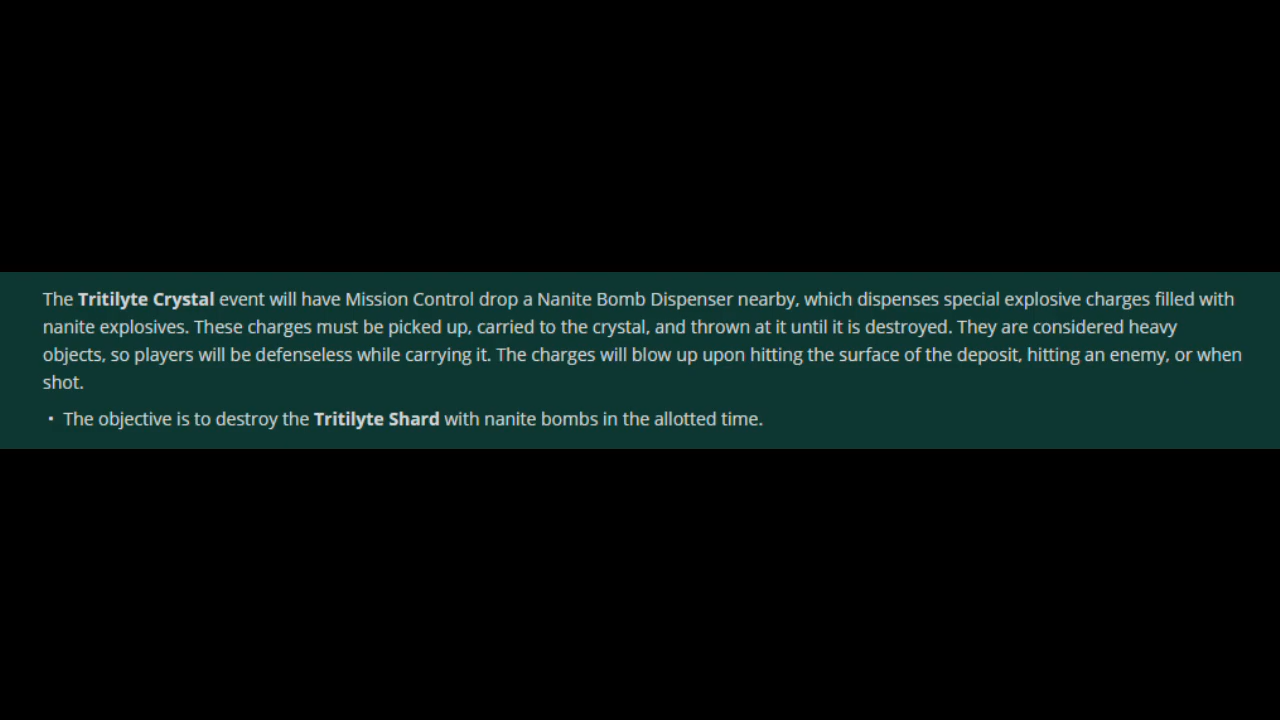 The Tritilyte Crystal event will have Mission Control drop a Nanite Bomb Dispenser nearby, which dispenses special explosive charges filled with
nanite explosives. These charges must be picked up, carried to the crystal, and thrown at it until it is destroyed. They are considered heavy
objects, so players will be defenseless while carrying it. The charges will blow up upon hitting the surface of the deposit, hitting an enemy, or when
shot.
• The objective is to destroy the Tritilyte Shard with nanite bombs in the allotted time.